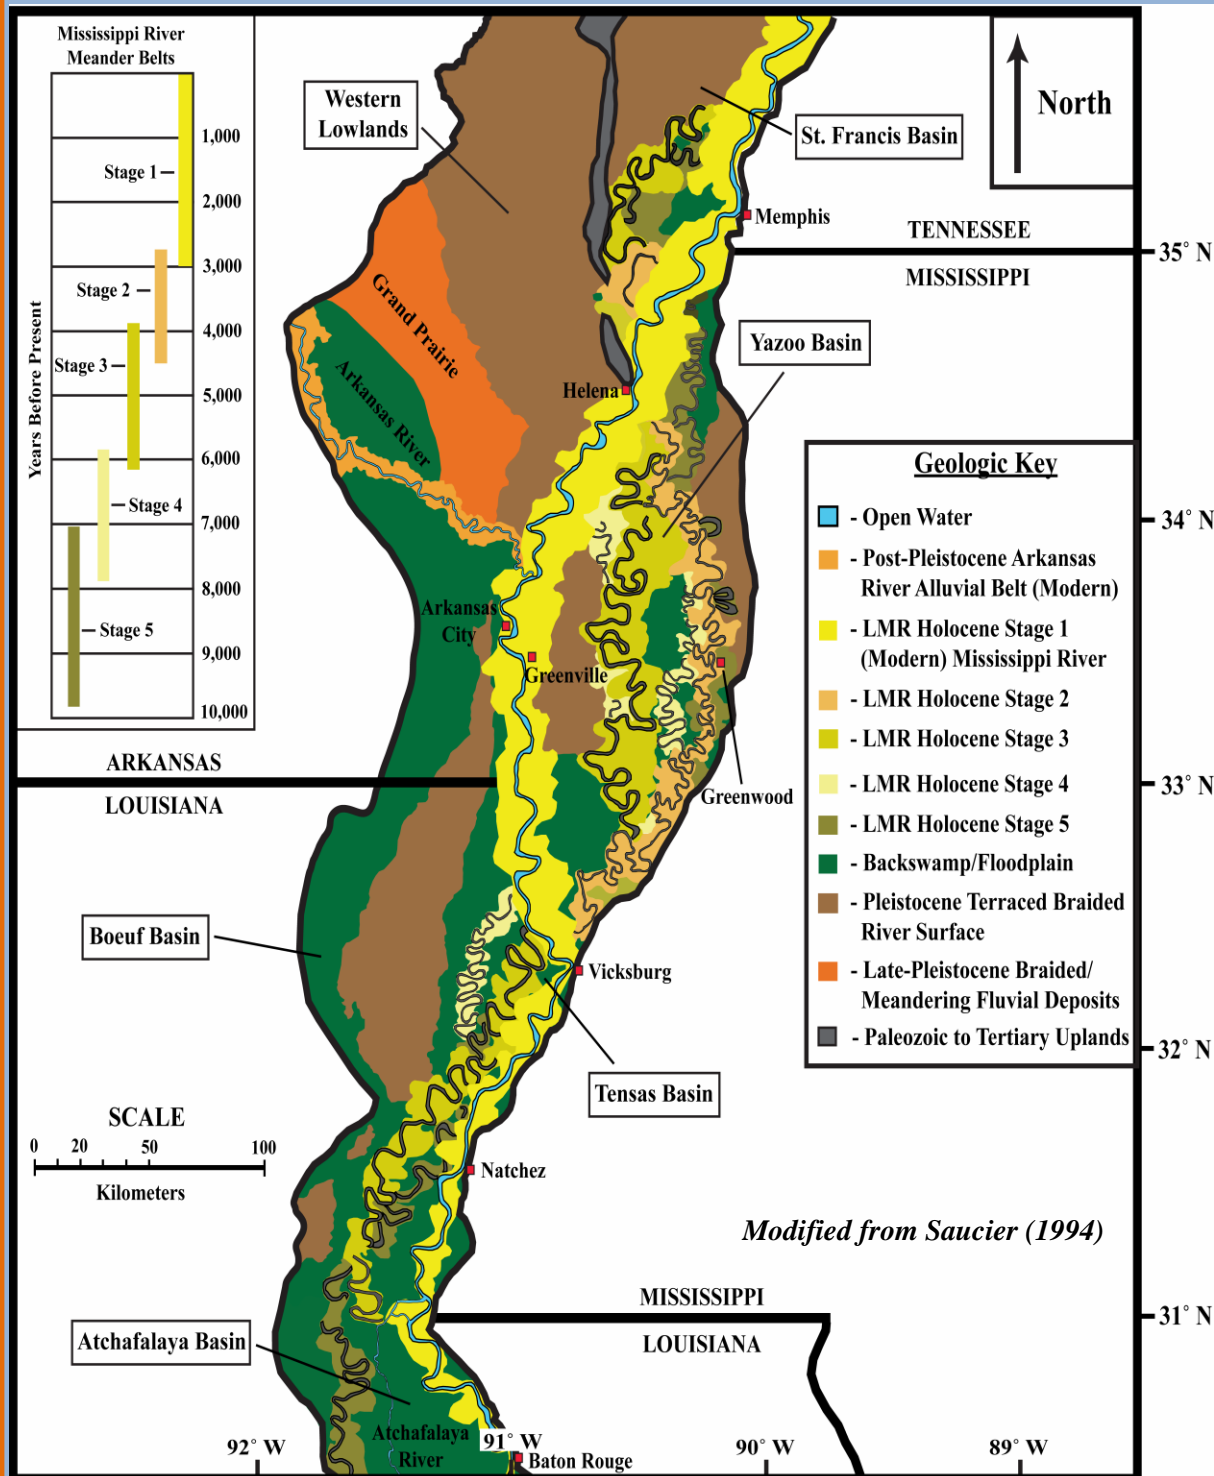 Mississippi River
Meander Belts
Years Before Present
1,000
2,000
3,000
4,000
5,000
6,000
7,000
8,000
9,000
10,000
Stage 1
Stage 2
Stage 3
Stage 4
Stage 5
Western
Lowlands
St. Francis Basin
North
Memphis
TENNESSEE
MISSISSIPPI
35° N
Grand Prairie
Arkansas River
Yazoo Basin
Helena
34° N
Arkansas
City
Greenville
Greenwood
ARKANSAS
LOUISIANA
33° N
Geologic Key
- Open Water
- Post-Pleistocene Arkansas
River Alluvial Belt (Modern)
- LMR Holocene Stage 1
(Modern) Mississippi River
- LMR Holocene Stage 2
- LMR Holocene Stage 3
- LMR Holocene Stage 4
- LMR Holocene Stage 5
- Backswamp/Floodplain
- Pleistocene Terraced Braided
River Surface
- Late-Pleistocene Braided/
Meandering Fluvial Deposits
- Paleozoic to Tertiary Uplands
Boeuf Basin
Vicksburg
32° N
Tensas Basin
SCALE
0 20 50 100
Kilometers
Natchez
Modified from Saucier (1994)
MISSISSIPPI
LOUISIANA
31° N
Atchafalaya Basin
Atchafalaya
River
Baton Rouge
92° W
91° W
90° W
89° W